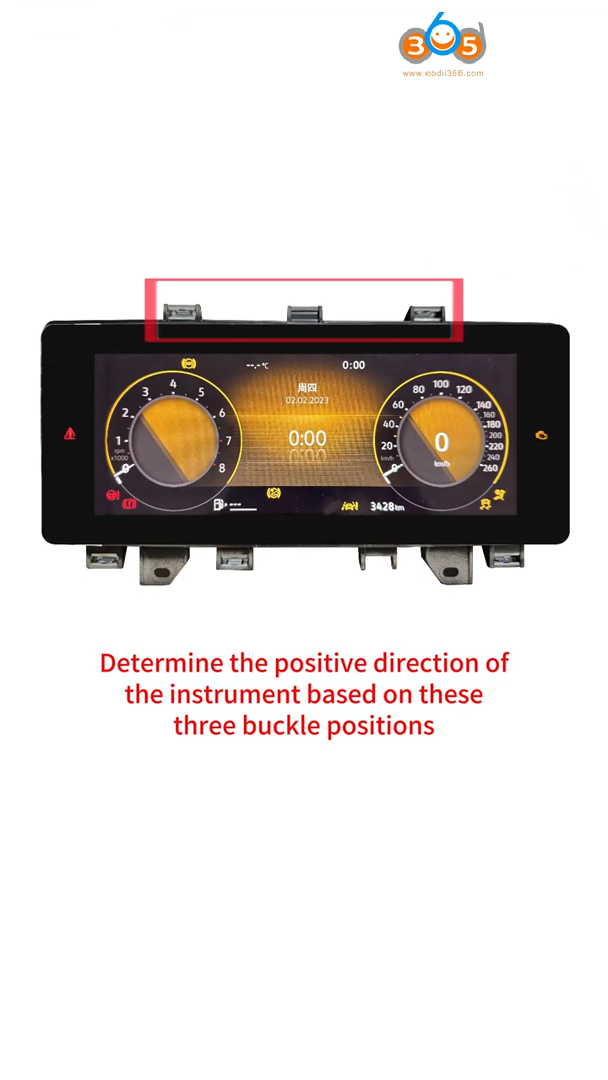 365
www.obdii365.com
--,-°C
0:00
周四
02.02.2023
0:00
1
2
3
4
5
6
7
8
rpm
x1000
0
0
20
40
60
80
100
120
140
160
180
200
220
240
260
km/h
0
km/h
---
3428km
Determine the positive direction of
the instrument based on these
three buckle positions